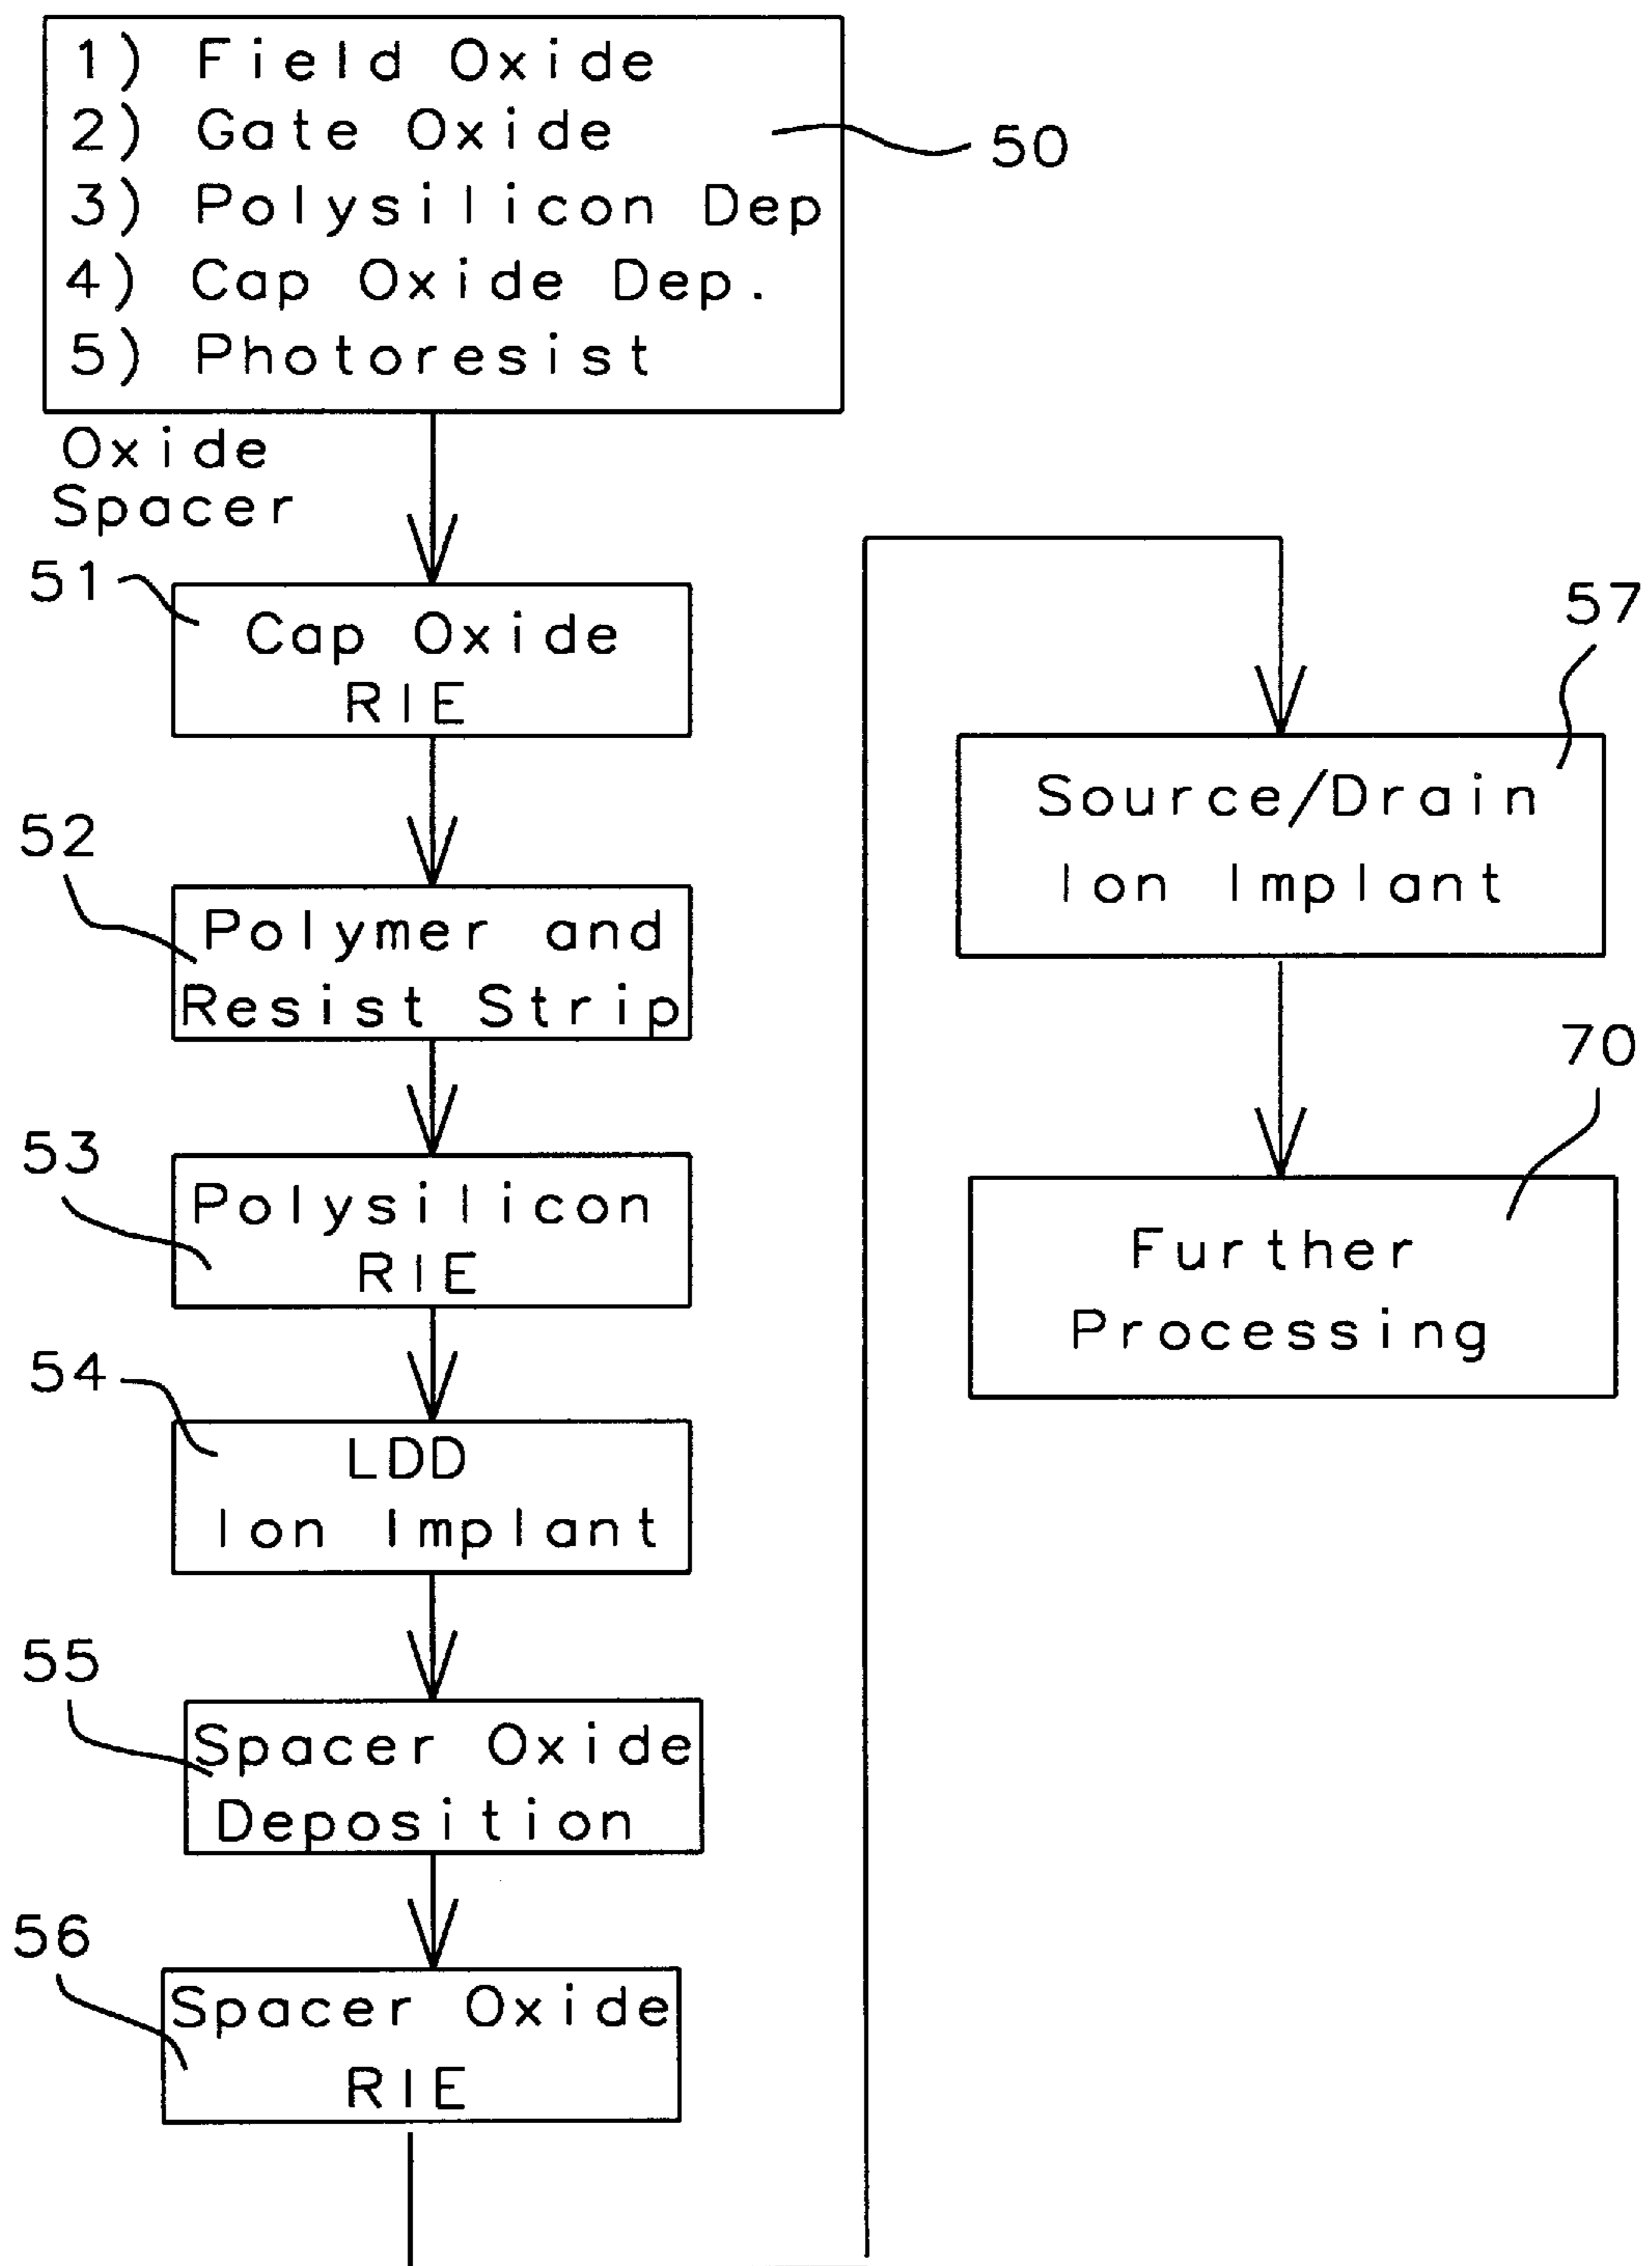 1) Field Oxide
2) Gate Oxide
50
3) Polysilicon Dep
4) Cap Oxide Dep.
5) Photoresist
Oxide
Spacer
51
Cap Oxide
RIE
52
Polymer and
Resist Strip
53
Polysilicon
RIE
54
LDD
Ion Implant
55
Spacer Oxide
Deposition
56
Spacer Oxide
RIE
57
Source/Drain
Ion Implant
70
Further
Processing